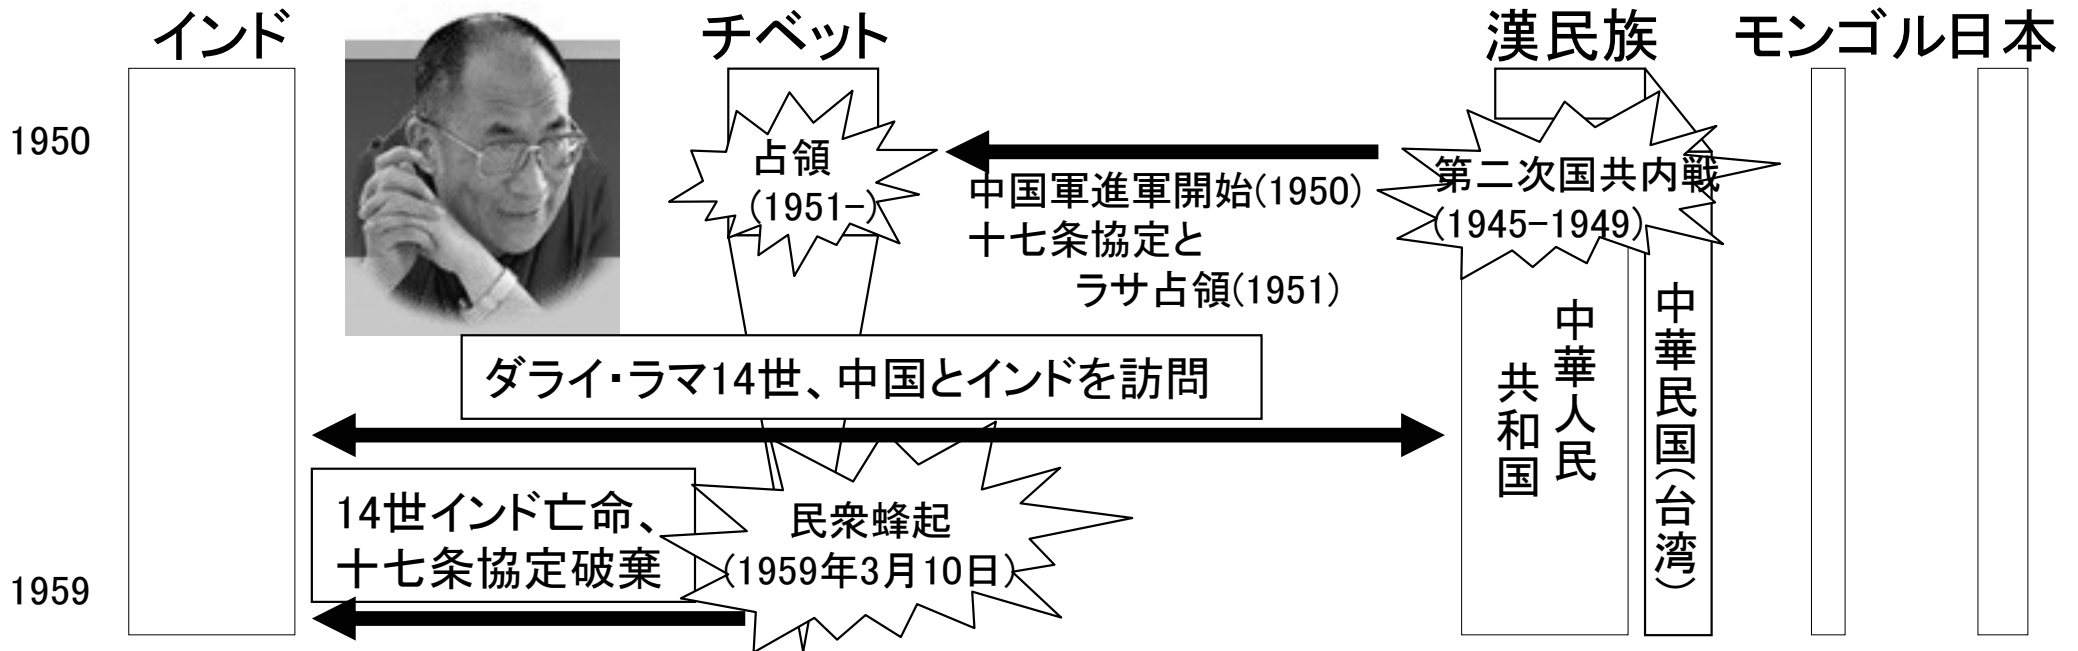 インド
チベット
漢民族
モンゴル
日本
1950
占領
(1951-)
中国軍進軍開始(1950)
十七条協定と
ラサ占領(1951)
第二次国共内戦
(1945-1949)
ダライ・ラマ14世、中国とインドを訪問
中華人民
共和国
中華民国(台湾)
14世インド亡命、
十七条協定破棄
民衆蜂起
(1959年3月10日)
1959